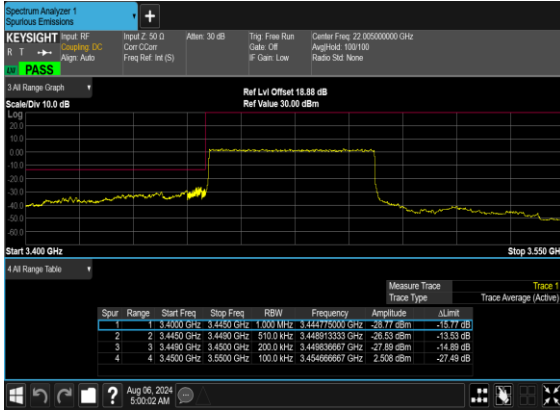 Spectrum Analyzer 1
Spurious Emissions
+
KEYSIGHT Input: RF Input Z: 50 Ω Atten: 30 dB Trig: Free Run Center Freq: 22.005000000 GHz
R T Coupling: DC Corr CCorr Gate: Off Avg|Hold: 100/100
Align: Auto Freq Ref: Int (S) IF Gain: Low Radio Std: None
PASS
3 All Range Graph
Ref Lvl Offset 18.88 dB
Scale/Div 10.0 dB Ref Value 30.00 dBm
Log
20.0
10.0
0.00
-10.0
-20.0
-30.0
-40.0
-50.0
-60.0
Start 3.400 GHz Stop 3.550 GH
4 All Range Table
Measure Trace Trace 1
Trace Type Trace Average (Active)
Spur Range Start Freq Stop Freq RBW Frequency Amplitude ΔLimit
1 1 3.4000 GHz 3.4450 GHz 1.000 MHz 3.444775000 GHz -28.77 dBm -15.77 dB
2 2 3.4450 GHz 3.4490 GHz 510.0 kHz 3.448913333 GHz -26.53 dBm -13.53 dB
3 3 3.4490 GHz 3.4500 GHz 200.0 kHz 3.449836667 GHz -27.89 dBm -14.89 dB
4 4 3.4500 GHz 3.5500 GHz 100.0 kHz 3.454666667 GHz 2.508 dBm -27.49 dB
? Aug 06, 2024
5:00:02 AM